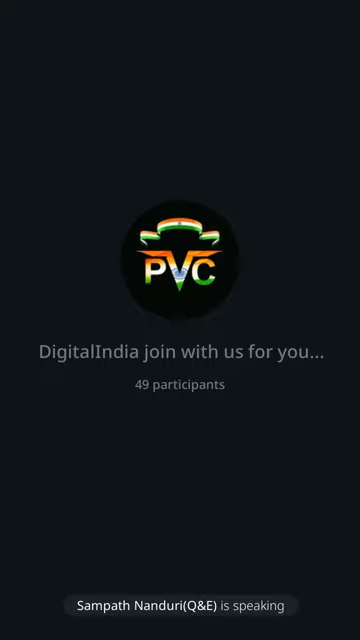 PVC
DigitalIndia join with us for you...
49 participants
Sampath Nanduri(Q&E) is speaking